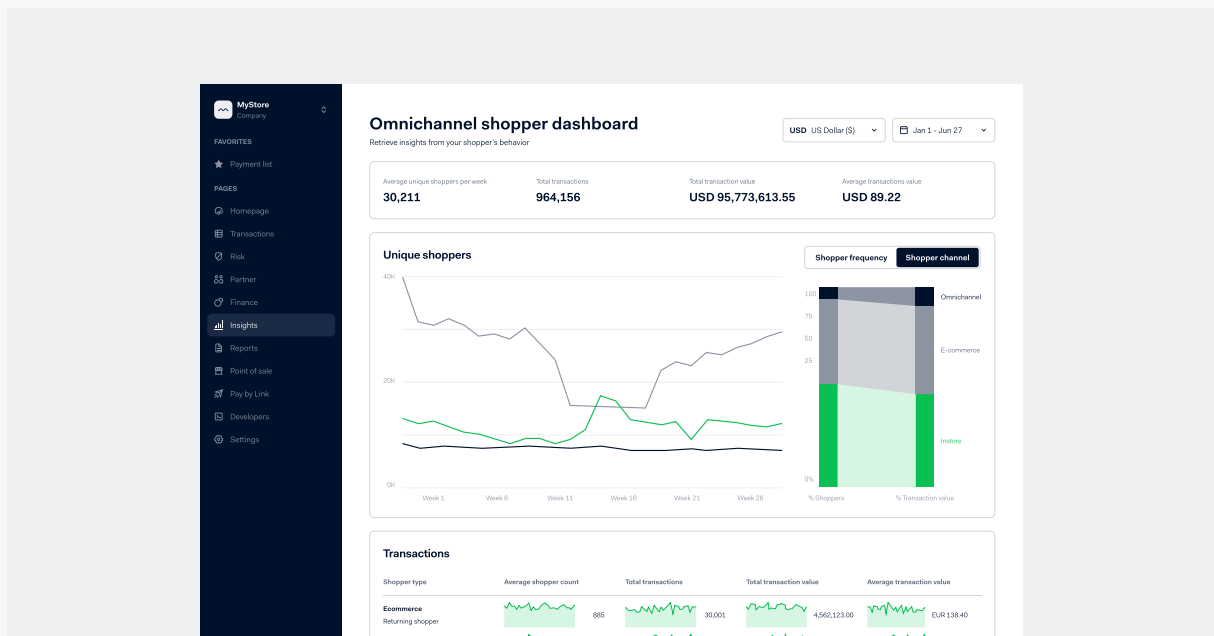 MyStore
Company
FAVORITES
Payment list
PAGES
Homepage
Transactions
Risk
Partner
Finance
Insights
Reports
Point of sale
Pay by Link
Developers
Settings
Omnichannel shopper dashboard
Retrieve insights from your shopper's behavior
USD US Dollar ($)
Jan 1 - Jun 27
Average unique shoppers per week
30,211
Total transactions
964,156
Total transaction value
USD 95,773,613.55
Average transactions value
USD 89.22
Unique shoppers
40K
20K
0K
Week 1 Week 6 Week 11 Week 16 Week 21 Week 26
Shopper frequency Shopper channel
100
75
50
25
0%
Omnichannel
E-commerce
Instore
% Shoppers % Transaction value
Transactions
Shopper type Average shopper count Total transactions Total transaction value Average transaction value
Ecommerce
Returning shopper
885 30,001 4,562,123.00 EUR 138.40